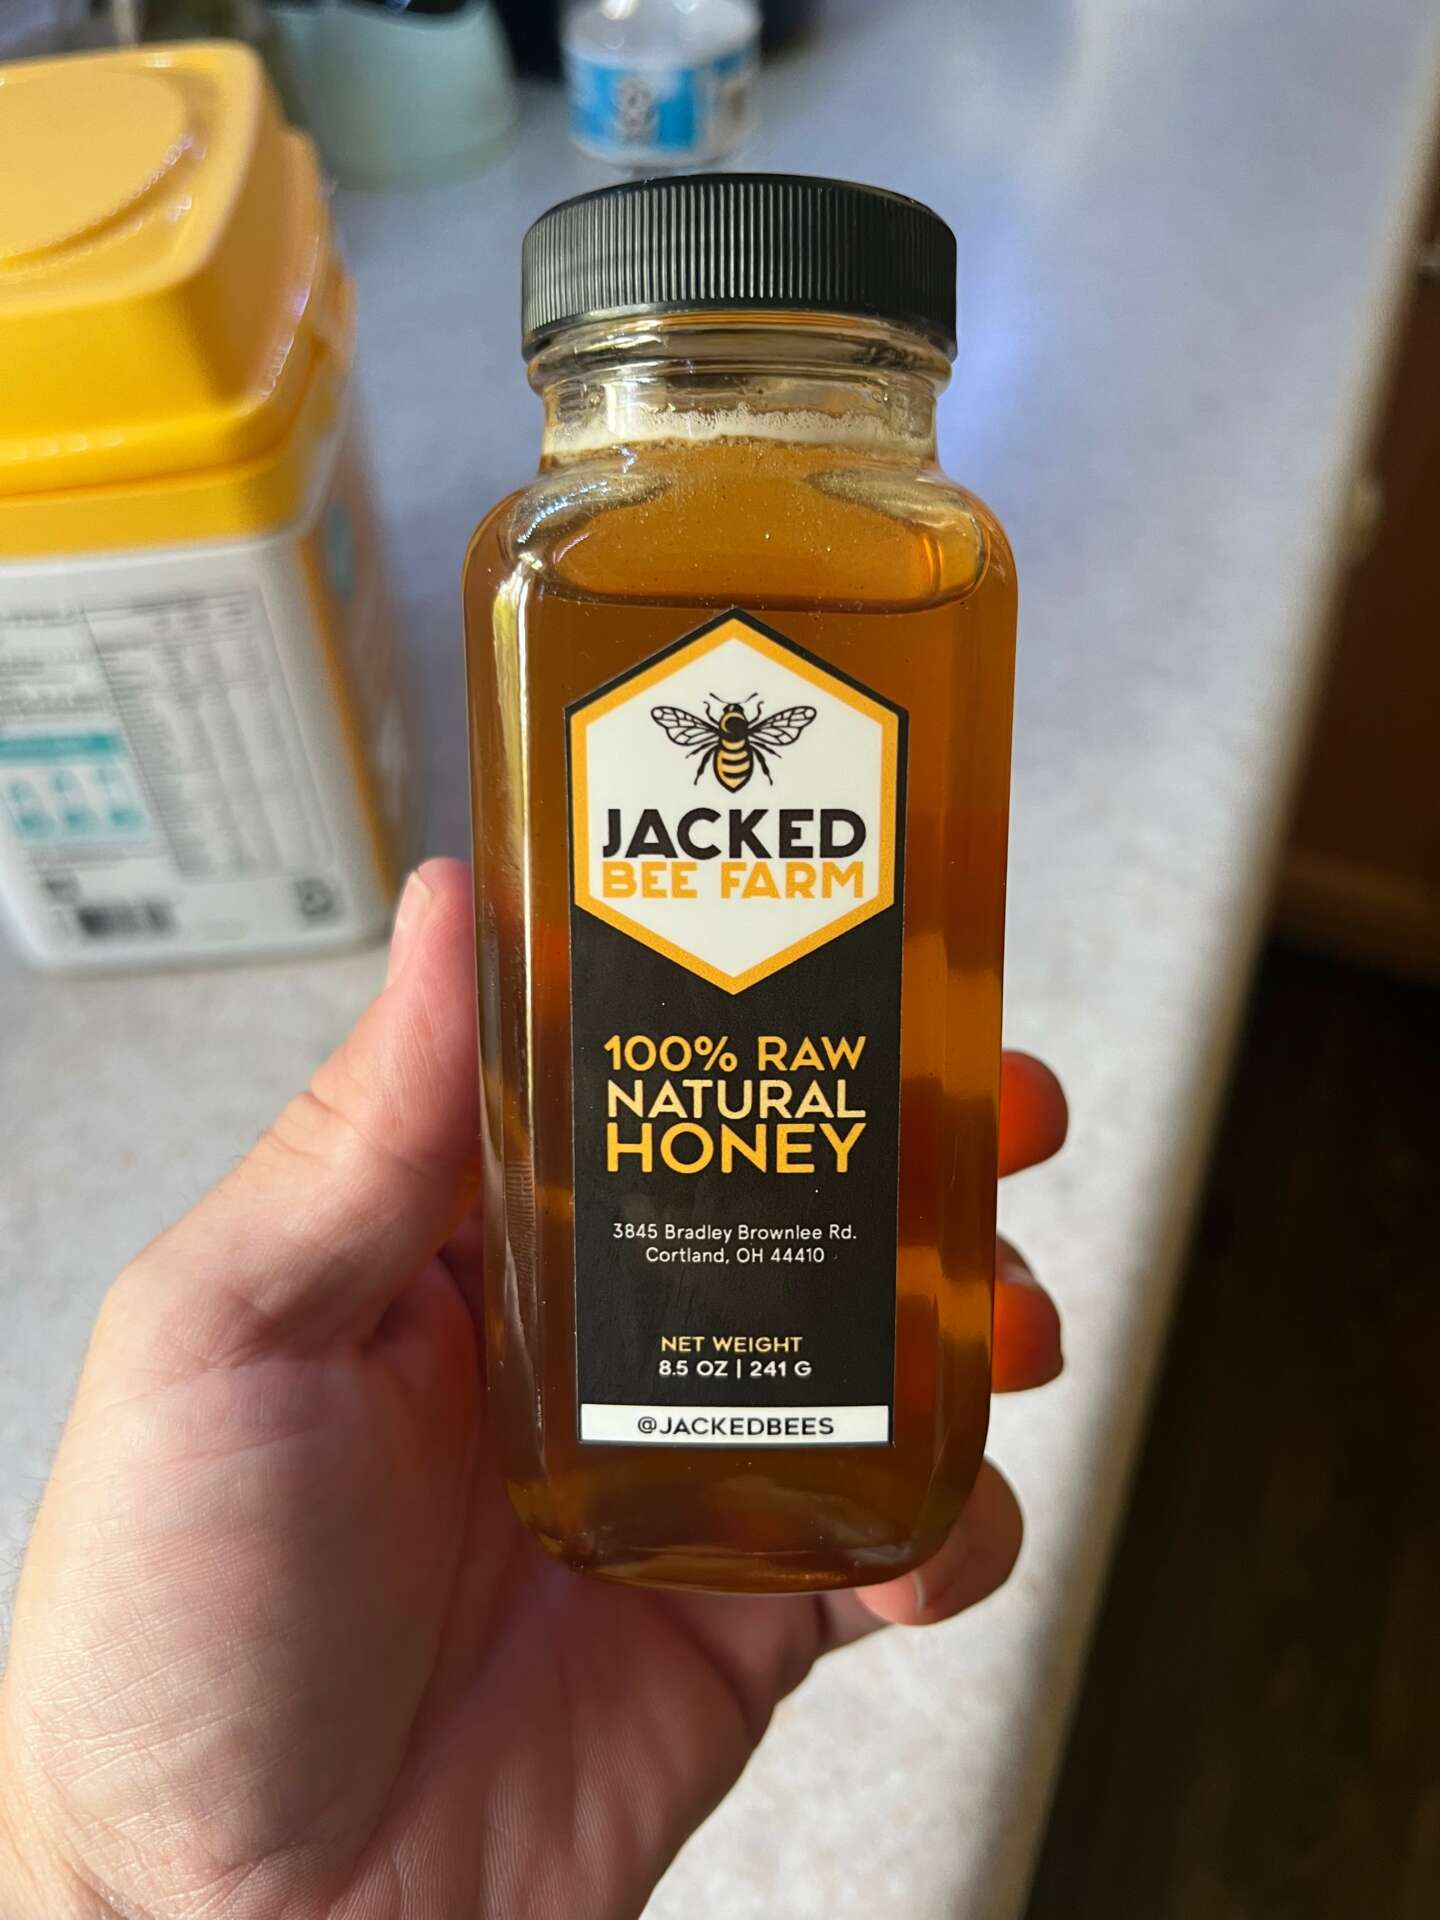 JACKED
BEE FARM
100% RAW
NATURAL
HONEY
3845 Bradley Brownlee Rd.
Cortland, OH 44410
NET WEIGHT
8.5 OZ | 241 G
@JACKEDBEES